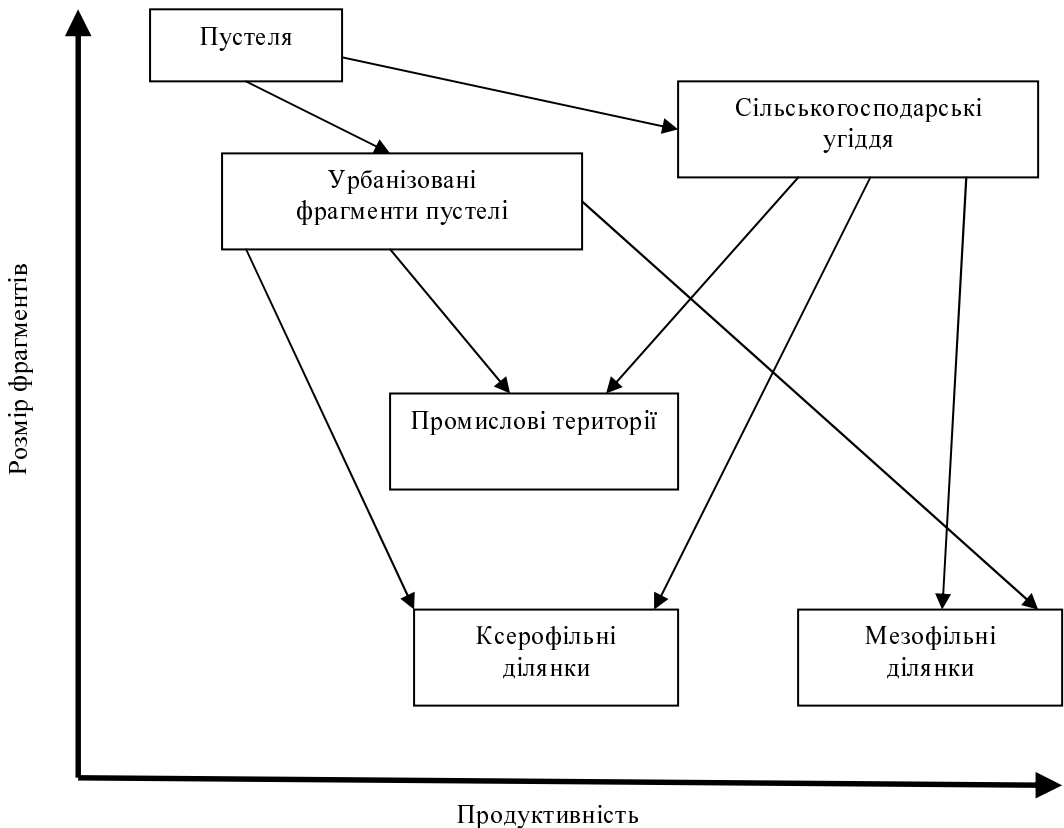 Пустеля
Сільськогосподарські
угіддя
Урбанізовані
фрагменти пустелі
Розмір фрагментів
Промислові території
Ксерофільні
ділянки
Мезофільні
ділянки
Продуктивність